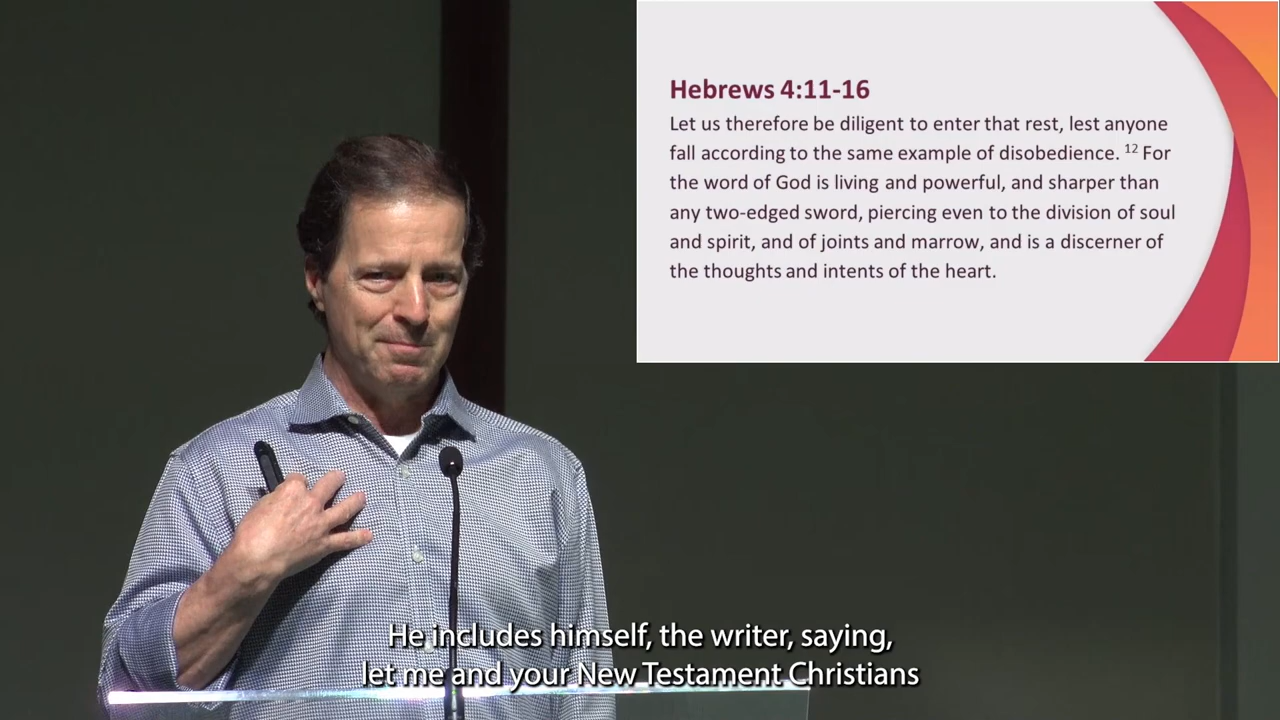 Hebrews 4:11-16
Let us therefore be diligent to enter that rest, lest anyone
fall according to the same example of disobedience. 12 For
the word of God is living and powerful, and sharper than
any two-edged sword, piercing even to the division of soul
and spirit, and of joints and marrow, and is a discerner of
the thoughts and intents of the heart.
He includes himself, the writer, saying,
let me and your New Testament Christians